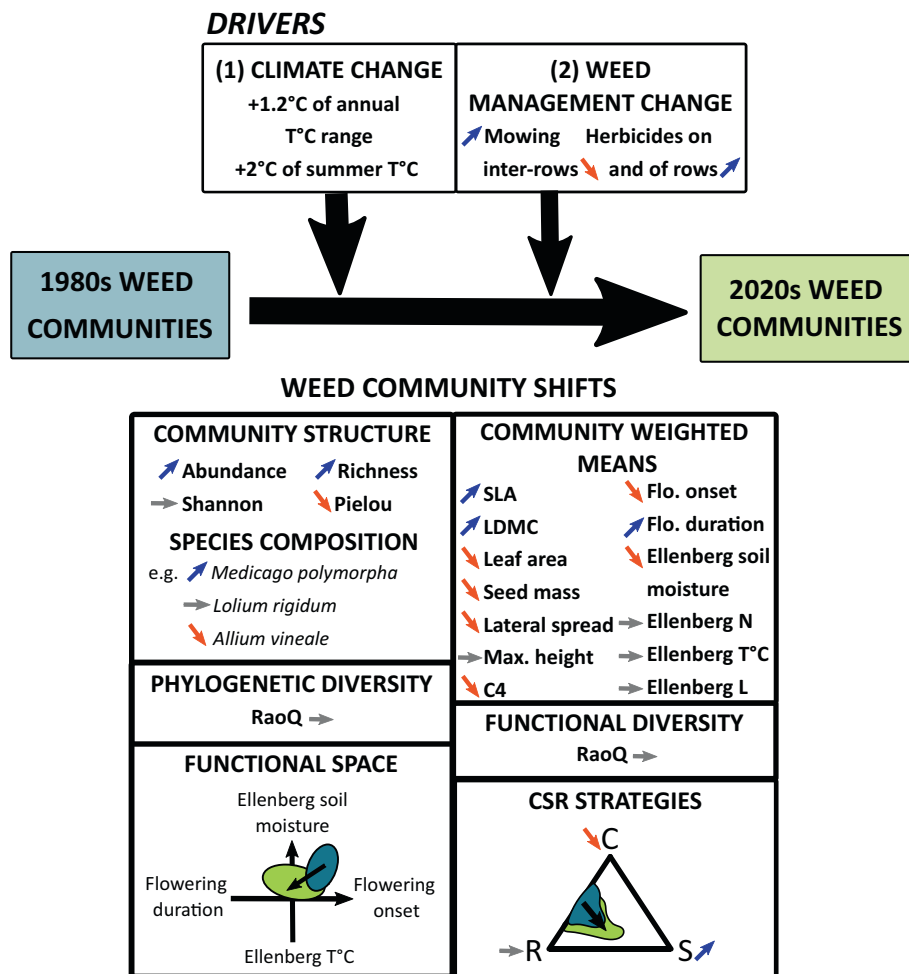 DRIVERS
(1) CLIMATE CHANGE
+1.2°C of annual
T°C range
+2°C of summer T°C
(2) WEED
MANAGEMENT CHANGE
Mowing Herbicides on
inter-rows and of rows
1980s WEED
COMMUNITIES
2020s WEED
COMMUNITIES
WEED COMMUNITY SHIFTS
COMMUNITY STRUCTURE
Abundance Richness
Shannon Pielou
SPECIES COMPOSITION
e.g. Medicago polymorpha
Lolium rigidum
Allium vineale
PHYLOGENETIC DIVERSITY
RaoQ
FUNCTIONAL SPACE
Ellenberg soil
moisture
Flowering
duration
Flowering
onset
Ellenberg T°C
COMMUNITY WEIGHTED
MEANS
SLA
LDMC
Leaf area
Seed mass
Lateral spread
Max. height
C4
Flo. onset
Flo. duration
Ellenberg soil
moisture
Ellenberg N
Ellenberg T°C
Ellenberg L
FUNCTIONAL DIVERSITY
RaoQ
CSR STRATEGIES
C
R
S